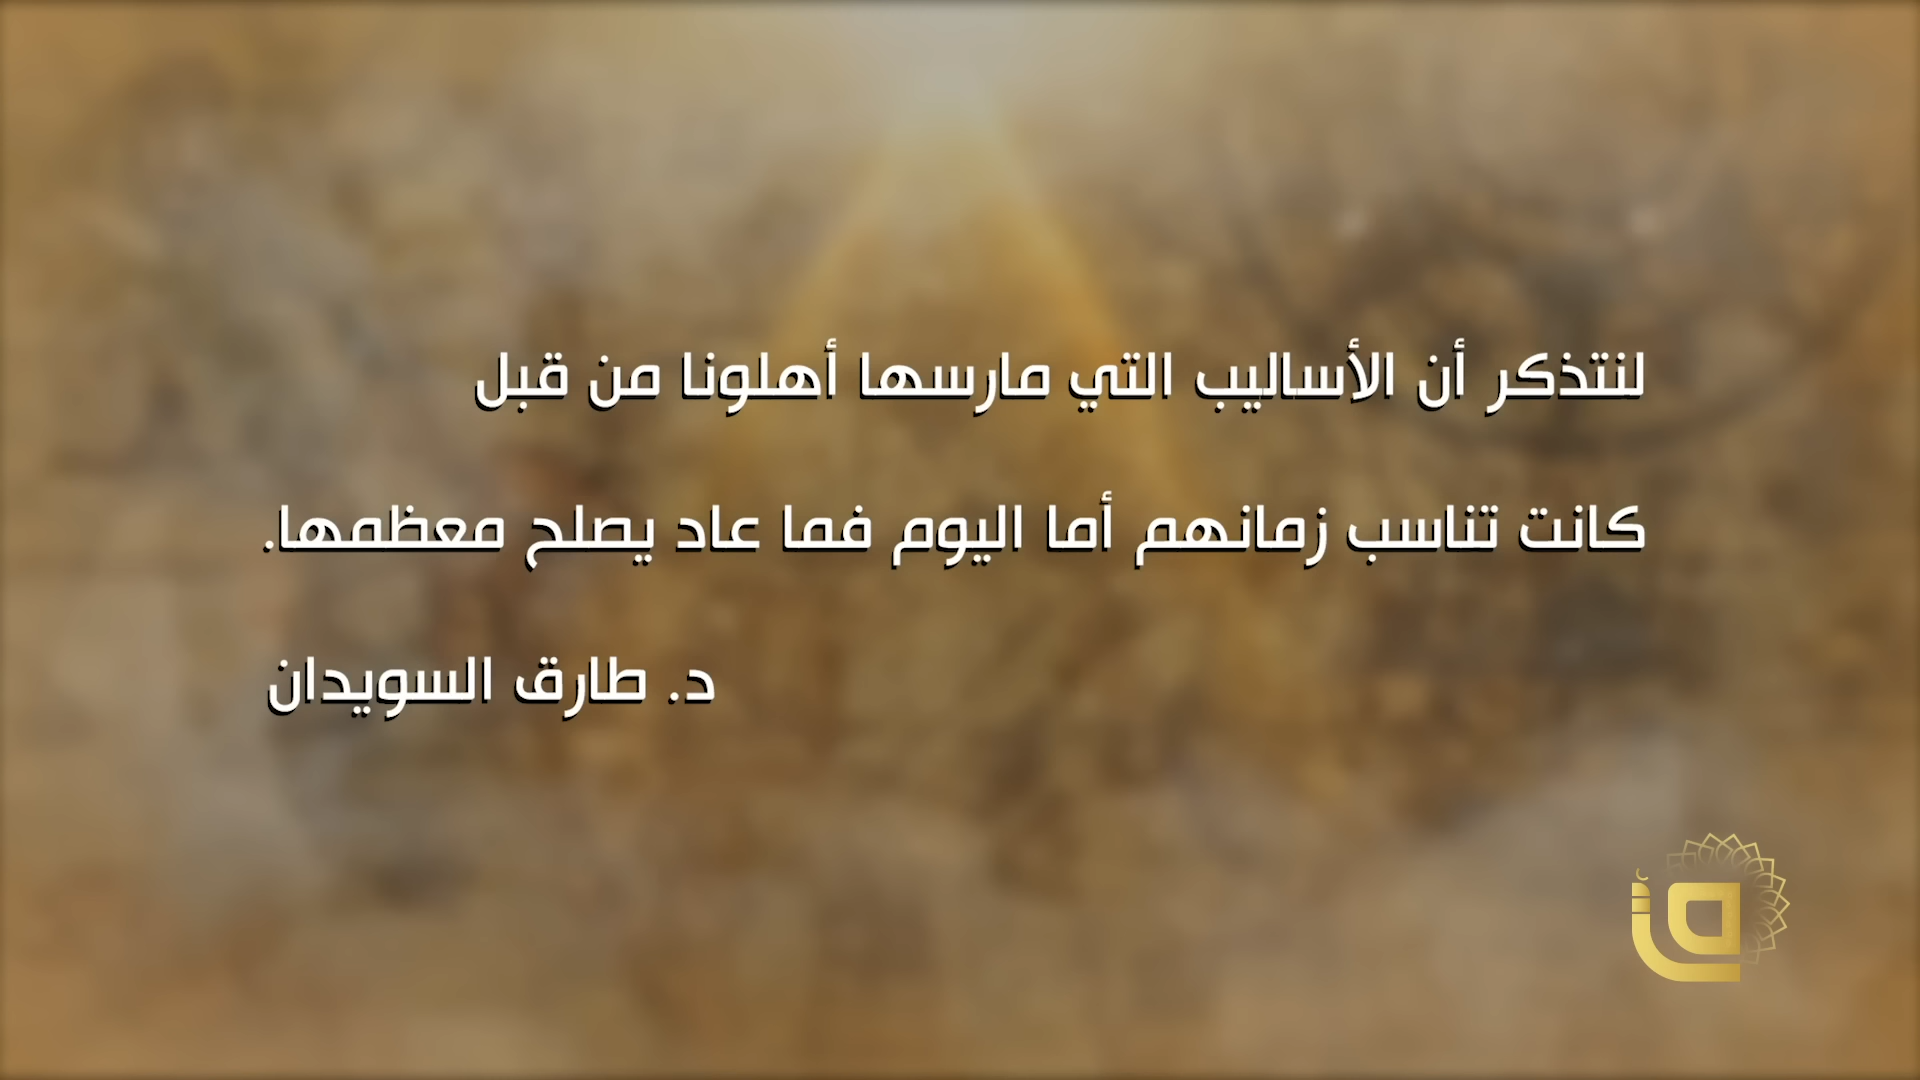 لنتذكر أن الأساليب التي مارسها أهلونا من قبل
كانت تناسب زمانهم أما اليوم فما عاد يصلح معظمها.
د. طارق السويدان